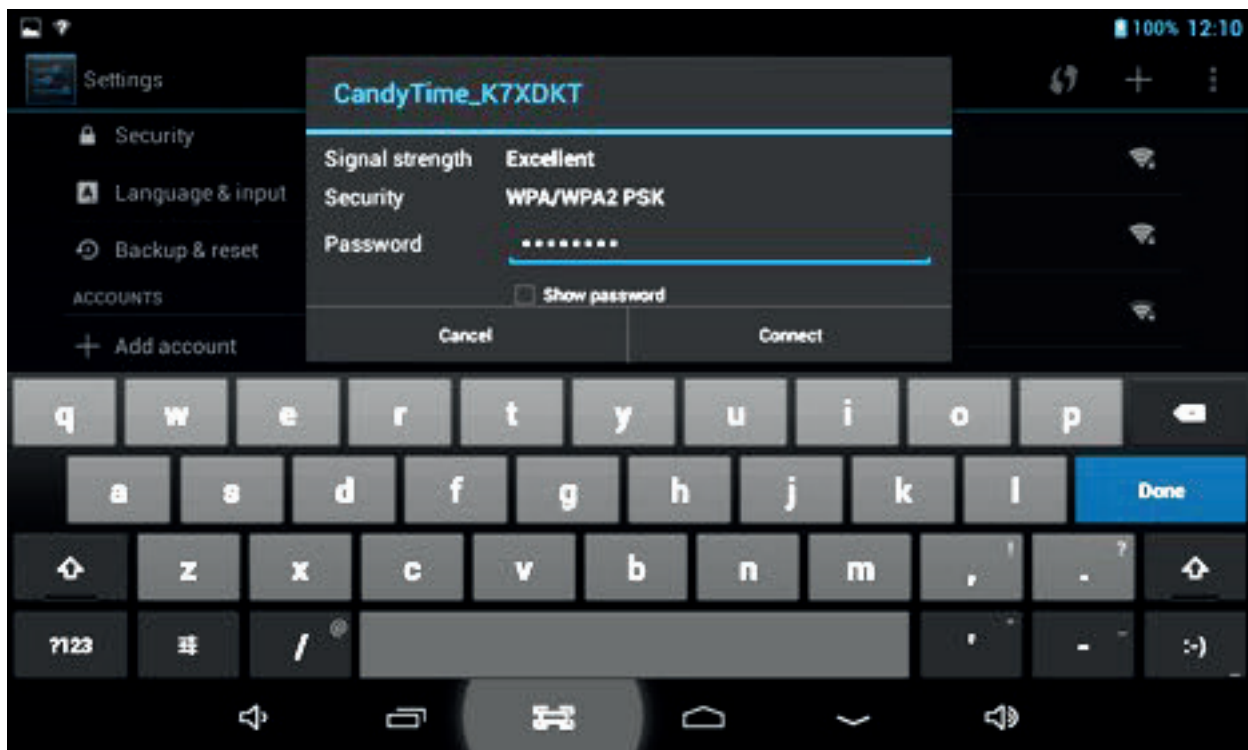 100% 12:10
Settings
CandyTime_K7XDKT
Security
Language & input
Backup & reset
ACCOUNTS
Add account
Signal strength Excellent
Security WPA/WPA2 PSK
Password ••••••••
Show password
Cancel Connect
q w e r t y u i o p
a s d f g h j k l Done
z x c v b n m , ! . ?
?123 / @ ' - :-)